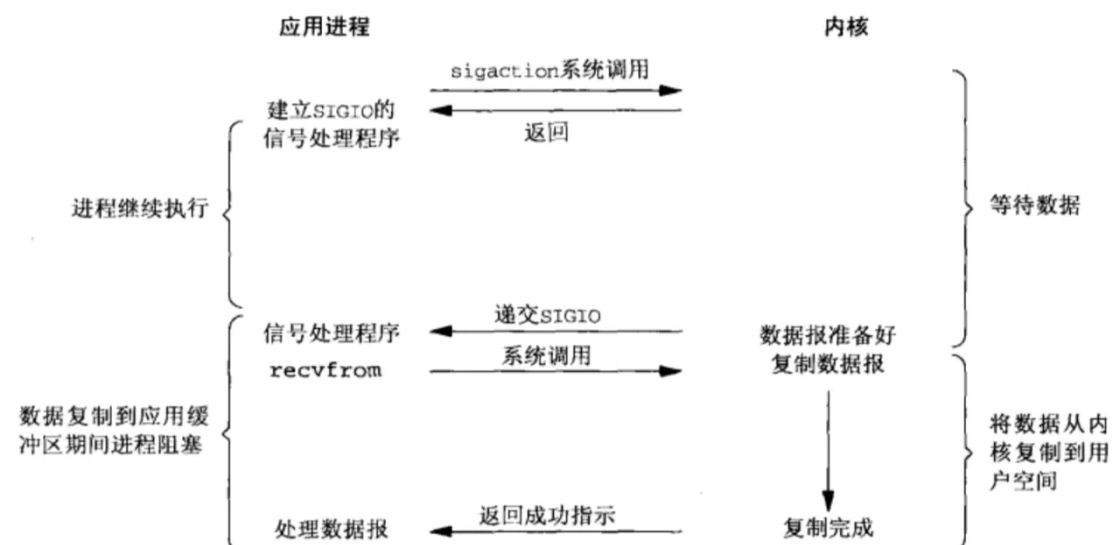 应用进程
内核
sigaction系统调用
建立SIGIO的
信号处理程序
返回
进程继续执行
等待数据
递交SIGIO
信号处理程序
数据报准备好
系统调用
复制数据报
recvfrom
数据复制到应用缓
冲区期间进程阻塞
将数据从内
核复制到用
户空间
返回成功指示
处理数据报
复制完成